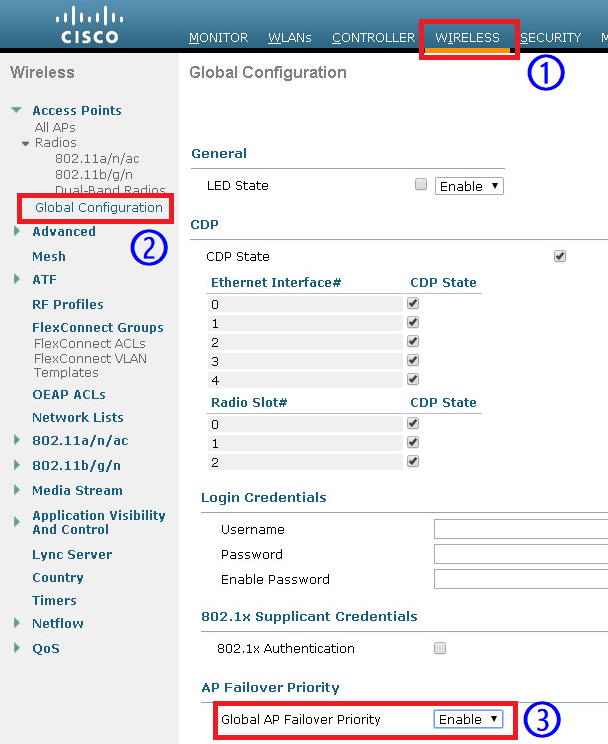 CISCO
MONITOR WLANs CONTROLLER WIRELESS SECURITY M
1
Wireless
Access Points
All APs
Radios
802.11a/n/ac
802.11b/g/n
Dual-Band Radios
Global Configuration
2
Advanced
Mesh
ATF
RF Profiles
FlexConnect Groups
FlexConnect ACLs
FlexConnect VLAN
Templates
OEAP ACLs
Network Lists
802.11a/n/ac
802.11b/g/n
Media Stream
Application Visibility
And Control
Lync Server
Country
Timers
Netflow
QoS
Global Configuration
General
LED State Enable
CDP
CDP State
Ethernet Interface# CDP State
0
1
2
3
4
Radio Slot# CDP State
0
1
2
Login Credentials
Username
Password
Enable Password
802.1x Supplicant Credentials
802.1x Authentication
AP Failover Priority
Global AP Failover Priority Enable
3